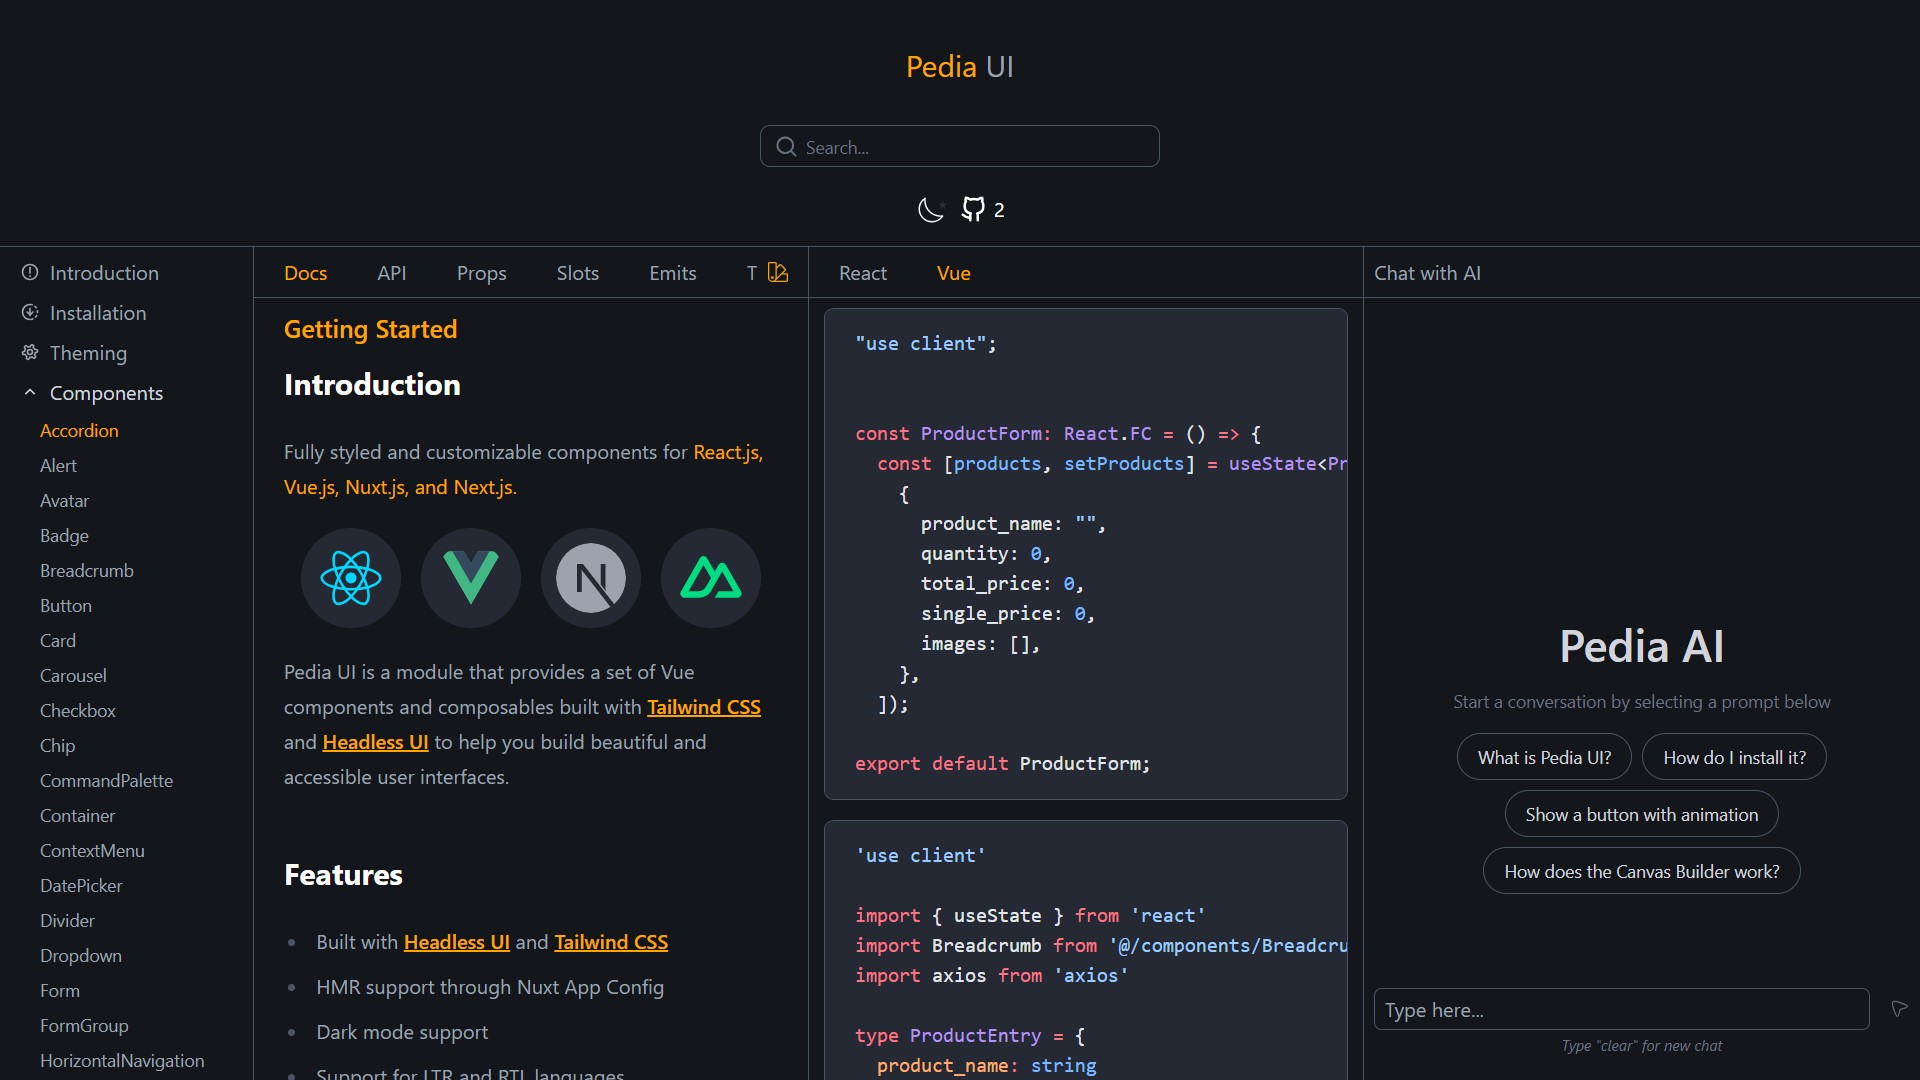 Pedia UI
Search...
2
Introduction
Installation
Theming
Components
Accordion
Alert
Avatar
Badge
Breadcrumb
Button
Card
Carousel
Checkbox
Chip
CommandPalette
Container
ContextMenu
DatePicker
Divider
Dropdown
Form
FormGroup
HorizontalNavigation
Docs API Props Slots Emits T
Getting Started
Introduction
Fully styled and customizable components for React.js,
Vue.js, Nuxt.js, and Next.js.
Pedia UI is a module that provides a set of Vue
components and composables built with Tailwind CSS
and Headless UI to help you build beautiful and
accessible user interfaces.
Features
Built with Headless UI and Tailwind CSS
HMR support through Nuxt App Config
Dark mode support
Support for LTR and RTL languages
React Vue
"use client";
const ProductForm: React.FC = () => {
const [products, setProducts] = useState<Pr
{
product_name: "",
quantity: 0,
total_price: 0,
single_price: 0,
images: [],
},
]);
export default ProductForm;
'use client'
import { useState } from 'react'
import Breadcrumb from '@/components/Breadcru
import axios from 'axios'
type ProductEntry = {
product_name: string
Chat with AI
Pedia AI
Start a conversation by selecting a prompt below
What is Pedia UI? How do I install it?
Show a button with animation
How does the Canvas Builder work?
Type here...
Type "clear" for new chat